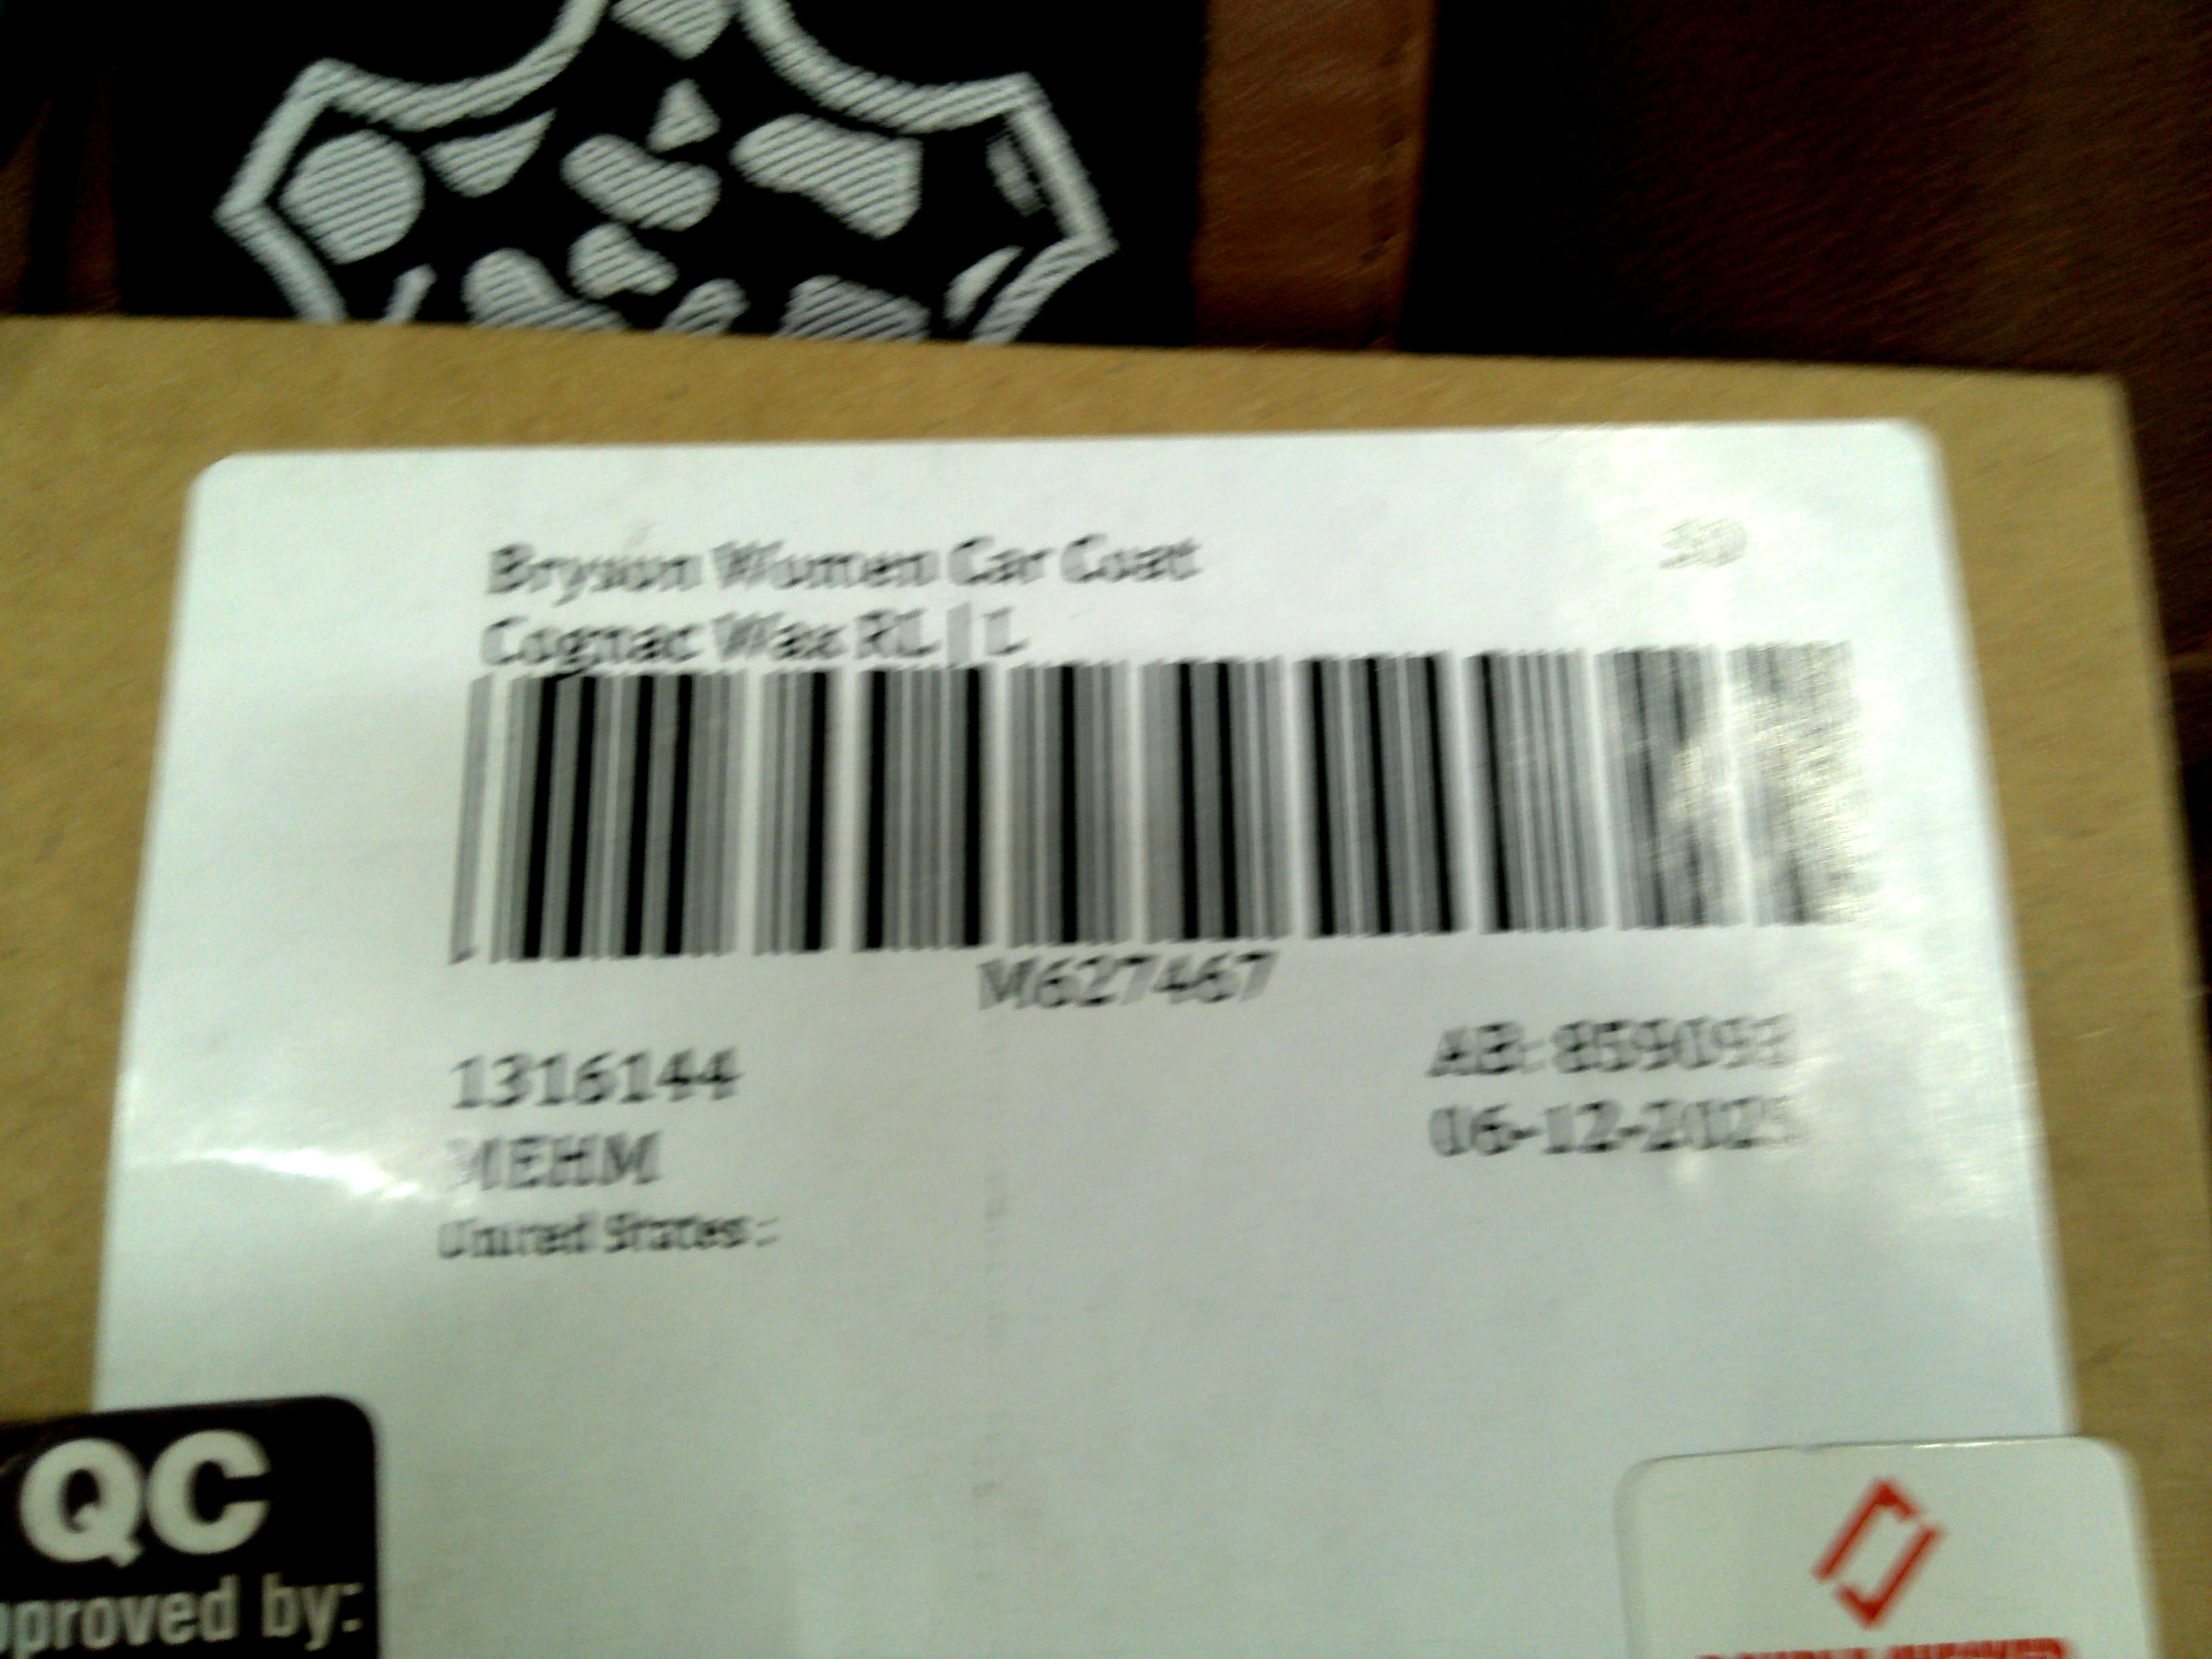 Bryson Women Car Coat
Cognac Wax RL | L
M627467
1316144
AB: 859093
MEHM
06-12-2025
United States :
QC
pproved by: